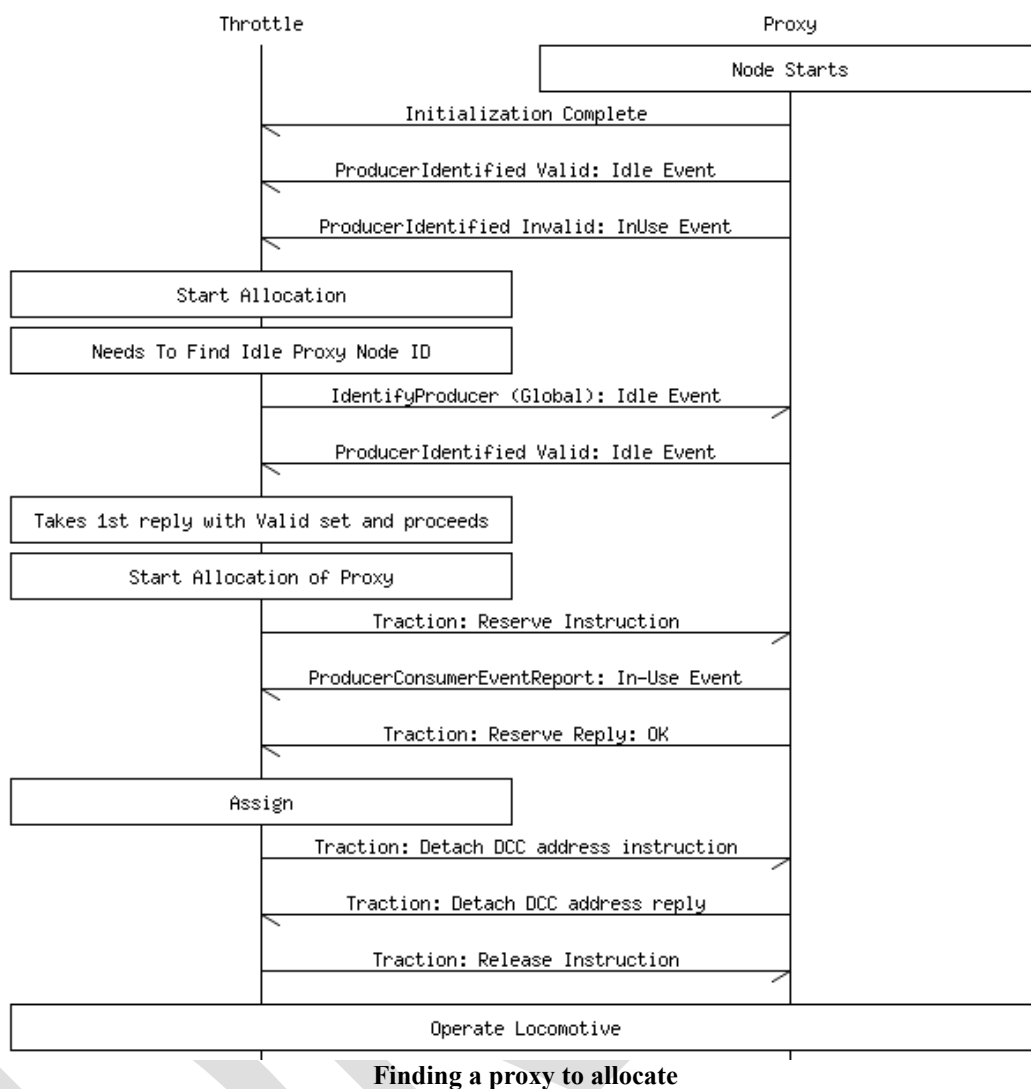 Throttle
Proxy
Node Starts
Initialization Complete
ProducerIdentified Valid: Idle Event
ProducerIdentified Invalid: InUse Event
Start Allocation
Needs To Find Idle Proxy Node ID
IdentifyProducer (Global): Idle Event
ProducerIdentified Valid: Idle Event
Takes 1st reply with Valid set and proceeds
Start Allocation of Proxy
Traction: Reserve Instruction
ProducerConsumerEventReport: In-Use Event
Traction: Reserve Reply: OK
Assign
Traction: Detach DCC address instruction
Traction: Detach DCC address reply
Traction: Release Instruction
Operate Locomotive
Finding a proxy to allocate